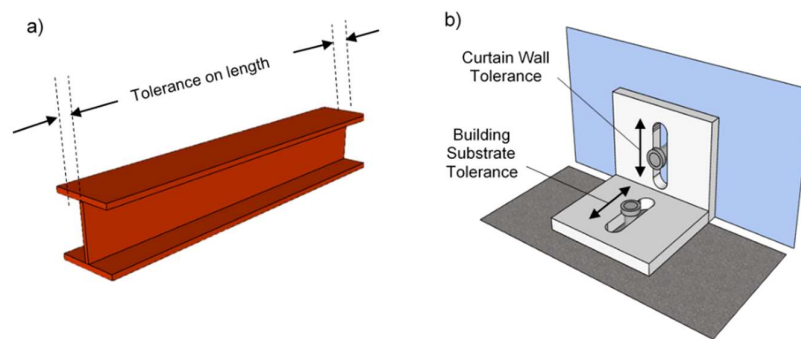 a)
Tolerance on length
b)
Curtain Wall
Tolerance
Building
Substrate
Tolerance